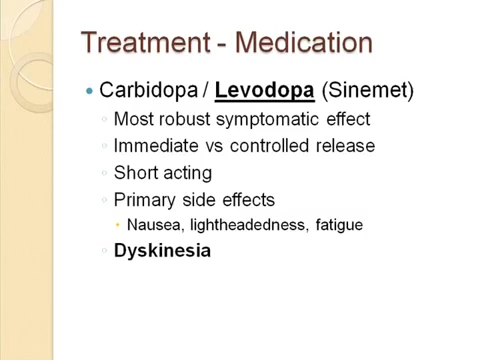 Treatment - Medication
Carbidopa / Levodopa (Sinemet)
Most robust symptomatic effect
Immediate vs controlled release
Short acting
Primary side effects
Nausea, lightheadedness, fatigue
Dyskinesia